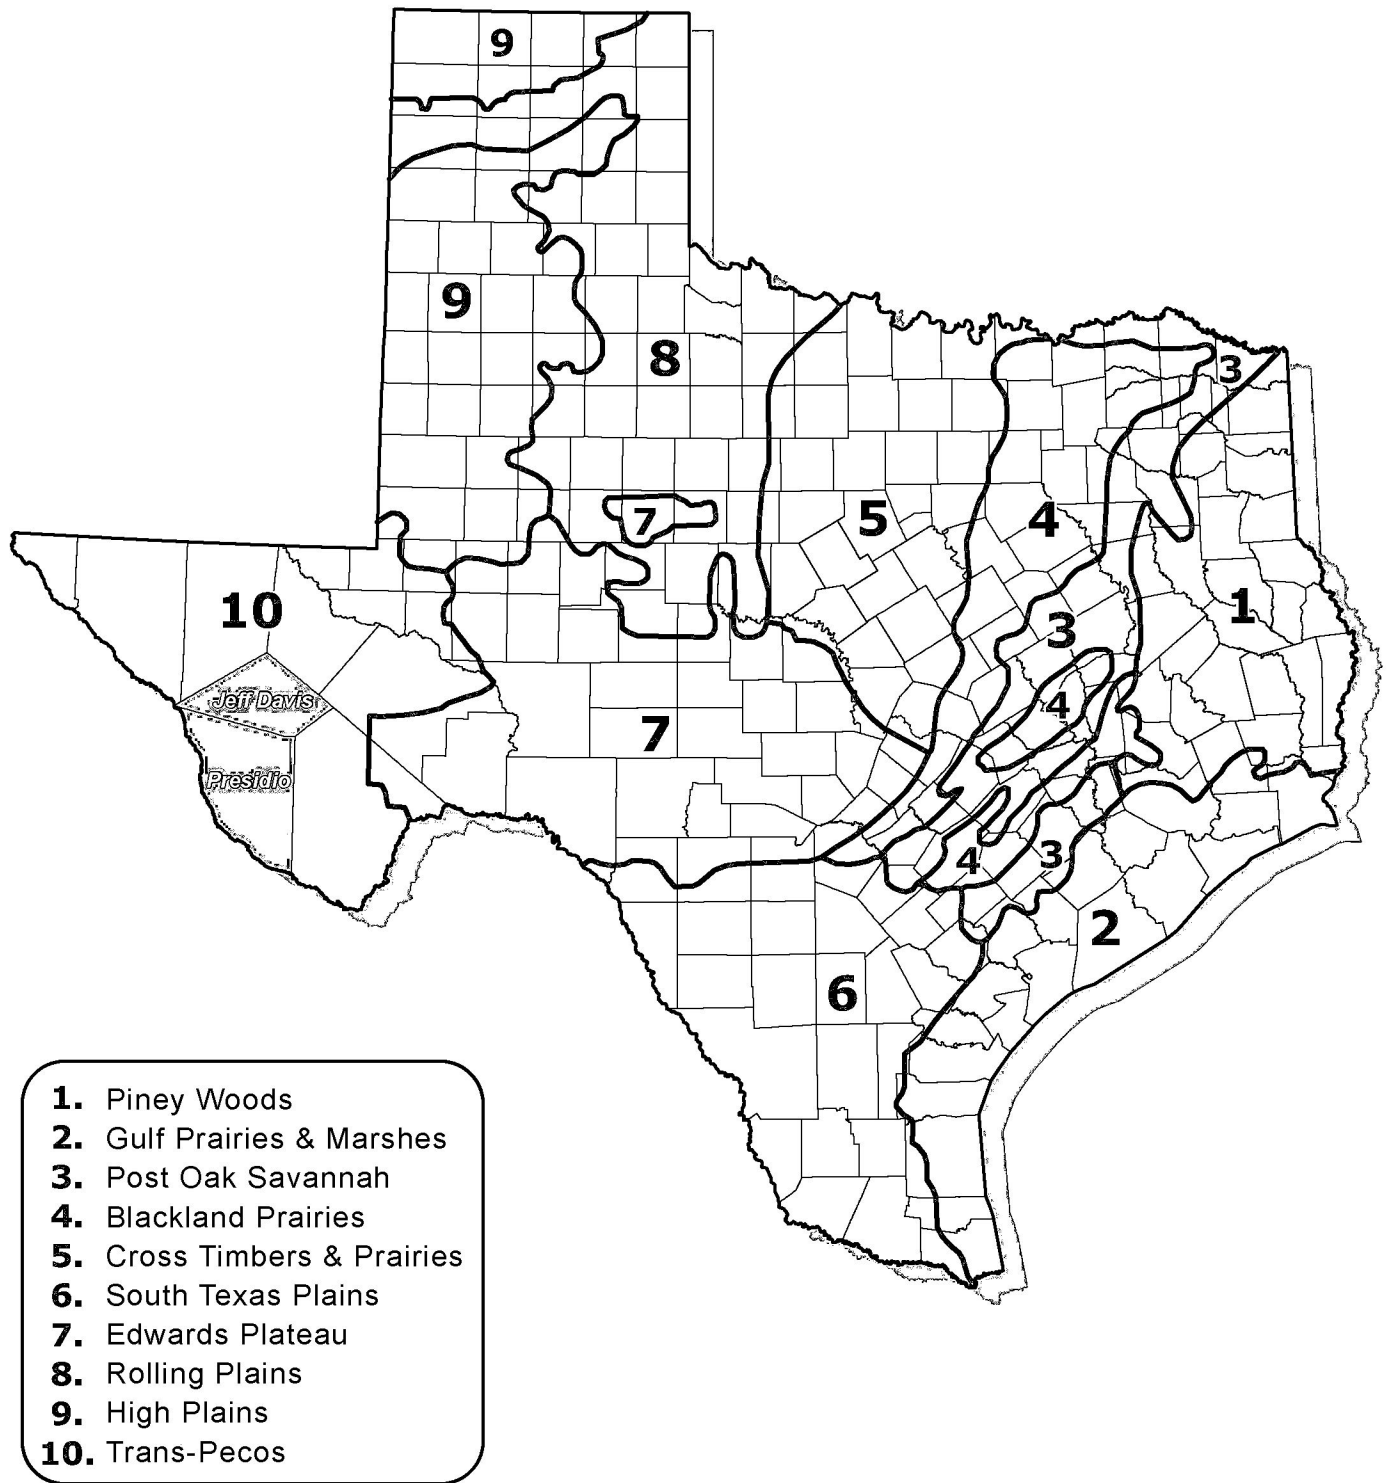 9
3
9
8
7
5
4
10
1
3
Jeff Davis
4
7
Presidio
4
3
2
6
1. Piney Woods
2. Gulf Prairies & Marshes
3. Post Oak Savannah
4. Blackland Prairies
5. Cross Timbers & Prairies
6. South Texas Plains
7. Edwards Plateau
8. Rolling Plains
9. High Plains
10. Trans-Pecos